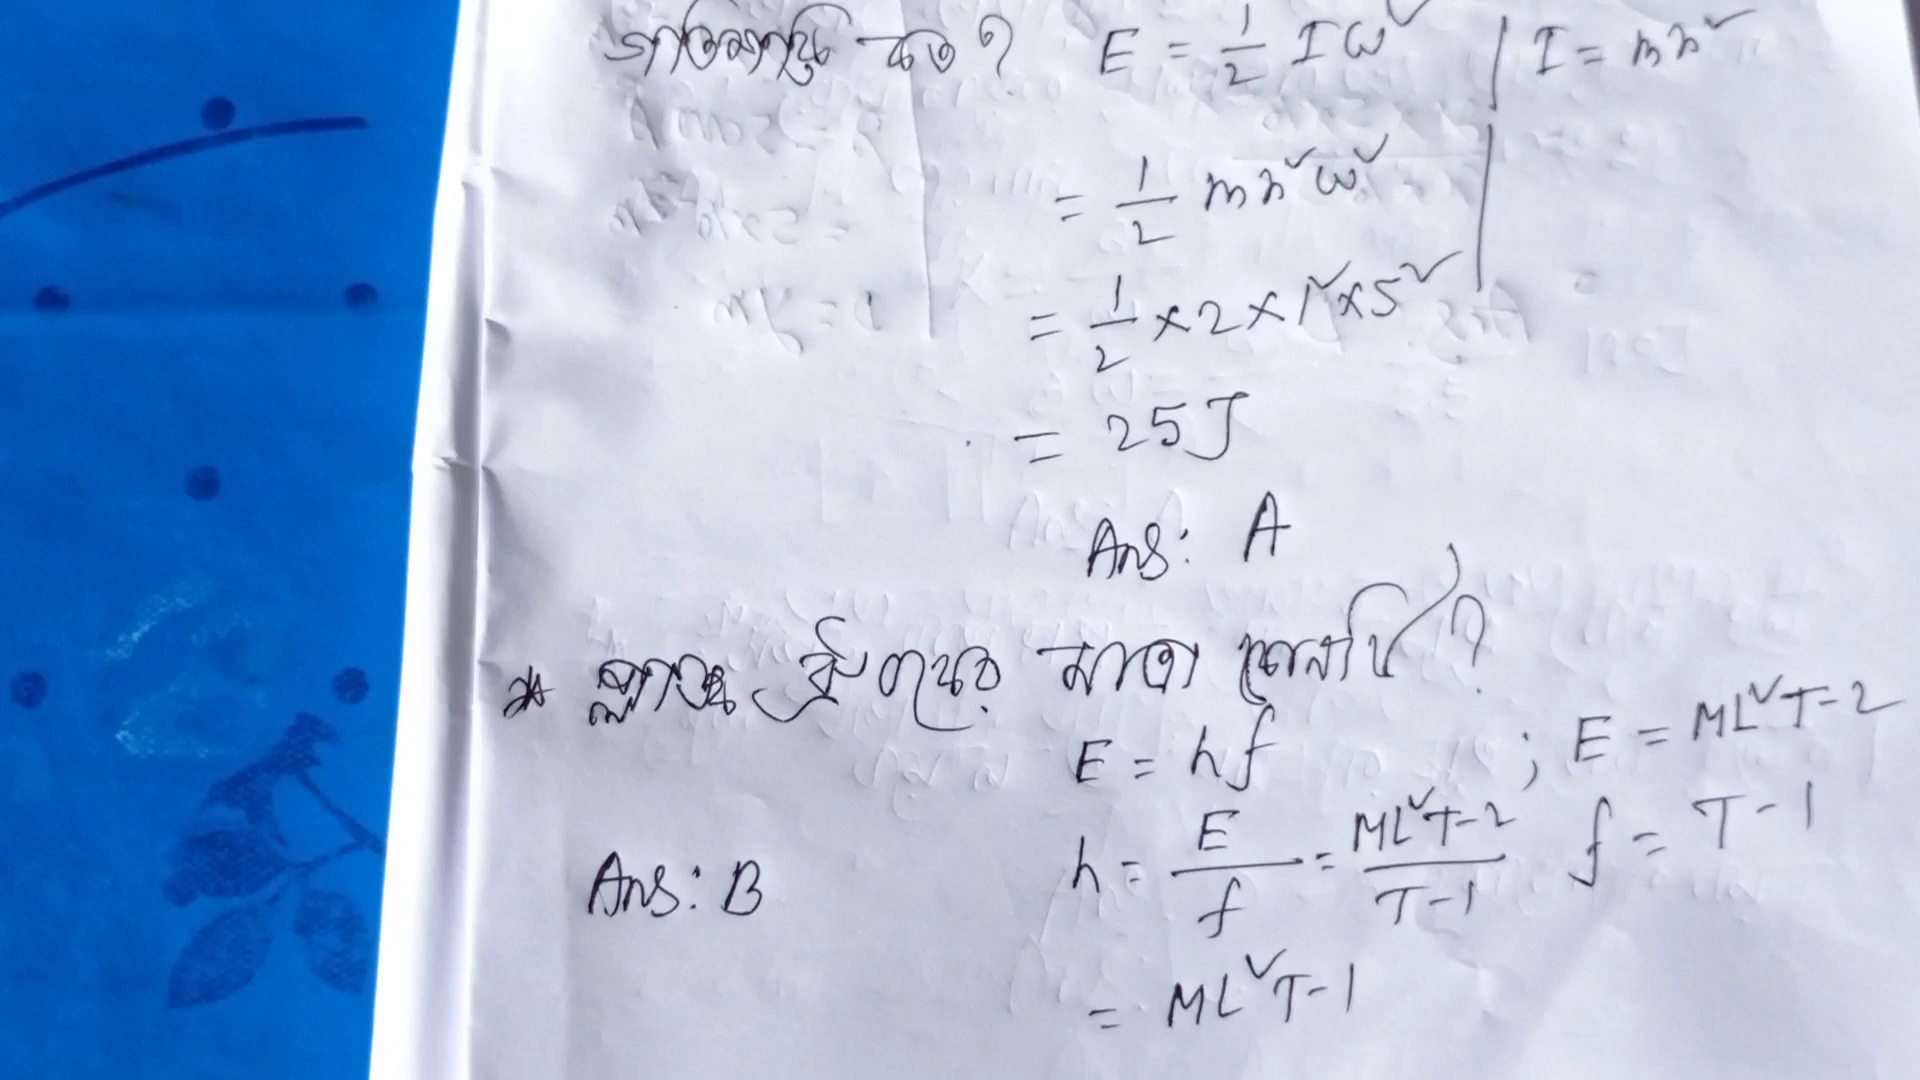 গতিশক্তি কত? E = 1/2 Iω² | I = mr²
= 1/2 mr²ω²
= 1/2 × 2 × 1² × 5²
= 25J
Ans: A
* প্লাংক ধ্রুবকের মাত্রা কোনটি?
E = hf ; E = ML²T-2
h = E/f = ML²T-2/T-1 f = T-1
Ans: B
= ML²T-1